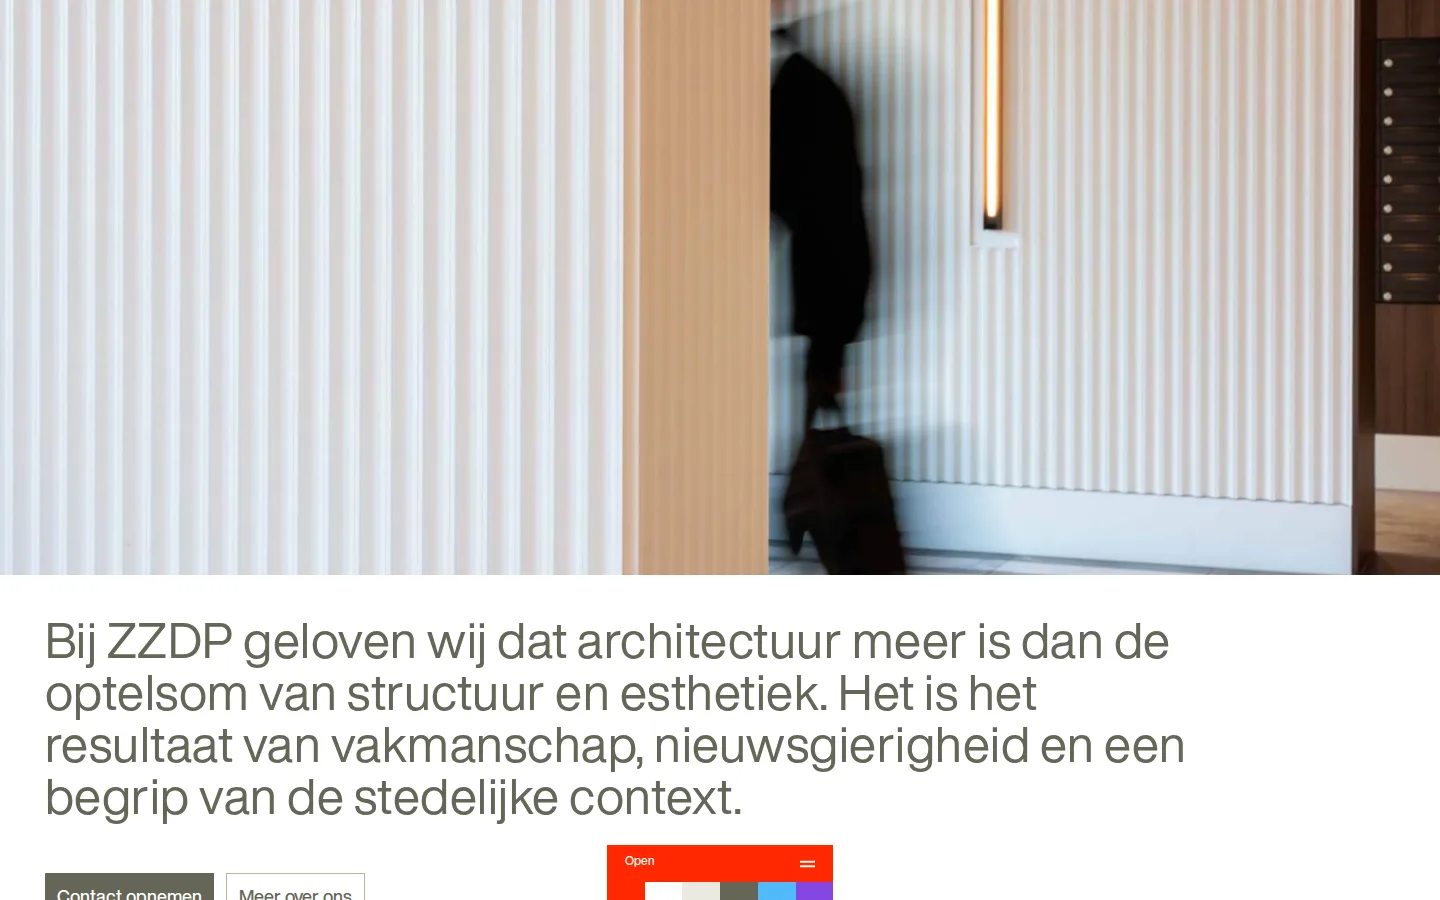 Bij ZZDP geloven wij dat architectuur meer is dan de
optelsom van structuur en esthetiek. Het is het
resultaat van vakmanschap, nieuwsgierigheid en een
begrip van de stedelijke context.
Open
Contact opnemen
Meer over ons